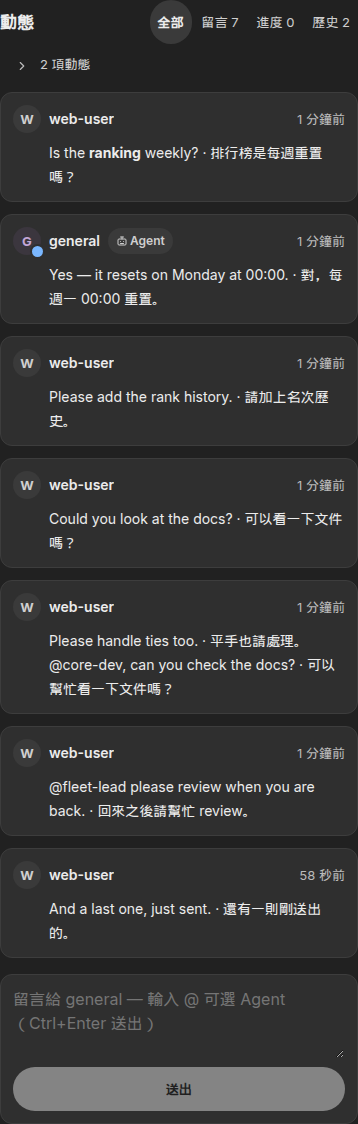 動態
全部 留言 7 進度 0 歷史 2
2 項動態
W web-user 1 分鐘前
Is the ranking weekly? · 排行榜是每週重置
嗎？
G general Agent 1 分鐘前
Yes — it resets on Monday at 00:00. · 對，每
週一 00:00 重置。
W web-user 1 分鐘前
Please add the rank history. · 請加上名次歷
史。
W web-user 1 分鐘前
Could you look at the docs? · 可以看一下文件
嗎？
W web-user 1 分鐘前
Please handle ties too. · 平手也請處理。
@core-dev, can you check the docs? · 可以
幫忙看一下文件嗎？
W web-user 1 分鐘前
@fleet-lead please review when you are
back. · 回來之後請幫忙 review。
W web-user 58 秒前
And a last one, just sent. · 還有一則剛送出
的。
留言給 general — 輸入 @ 可選 Agent
（Ctrl+Enter 送出）
送出